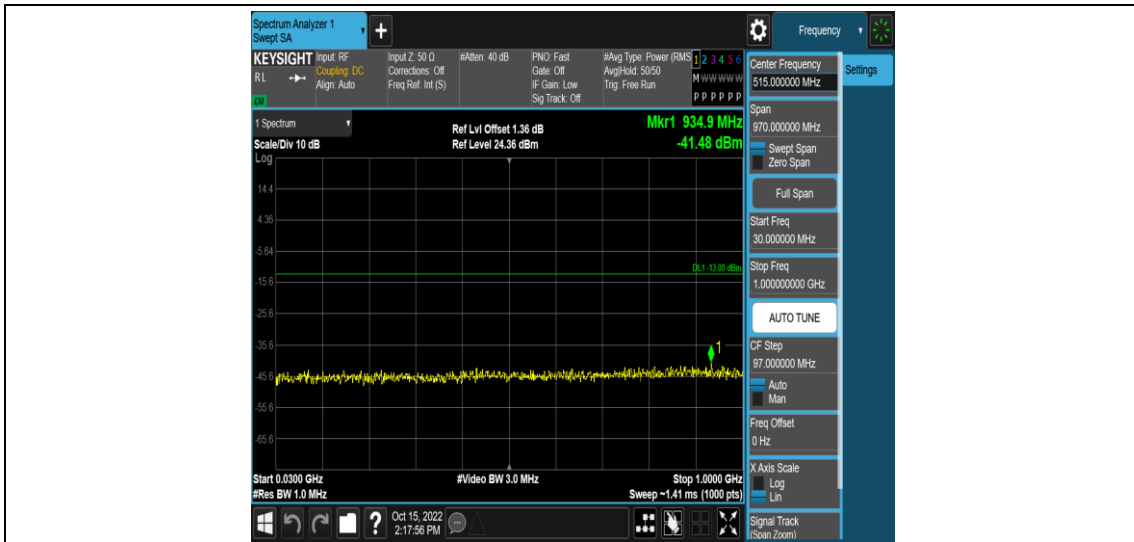 Spectrum Analyzer 1
Swept SA
+
Frequency
KEYSIGHT
RL
LXI
Input: RF
Coupling: DC
Align: Auto
Input Z: 50 Ω
Corrections: Off
Freq Ref: Int (S)
#Atten: 40 dB
PNO: Fast
Gate: Off
IF Gain: Low
Sig Track: Off
#Avg Type: Power (RMS
Avg|Hold: 50/50
Trig: Free Run
1 2 3 4 5 6
M W W W W W
P P P P P P
Center Frequency
515.000000 MHz
Settings
Span
970.000000 MHz
Swept Span
Zero Span
Full Span
Start Freq
30.000000 MHz
Stop Freq
1.000000000 GHz
AUTO TUNE
CF Step
97.000000 MHz
Auto
Man
Freq Offset
0 Hz
X Axis Scale
Log
Lin
Signal Track
(Span Zoom)
1 Spectrum
Scale/Div 10 dB
Ref Lvl Offset 1.36 dB
Ref Level 24.36 dBm
Mkr1 934.9 MHz
-41.48 dBm
Log
14.4
4.36
-5.64
DL1 -13.00 dBm
-15.6
-25.6
-35.6
1
-45.6
-55.6
-65.6
Start 0.0300 GHz
#Video BW 3.0 MHz
Stop 1.0000 GHz
#Res BW 1.0 MHz
Sweep ~1.41 ms (1000 pts)
?
Oct 15, 2022
2:17:56 PM